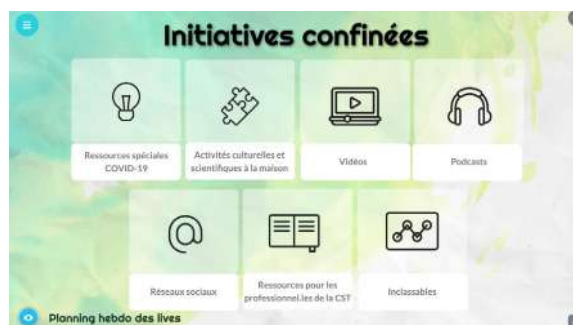 Initiatives confinées
Ressources spéciales
COVID-19
Activités culturelles et
scientifiques à la maison
Vidéos
Podcasts
Réseaux sociaux
Ressources pour les
professionnel.les de la CST
Inclassables
Planning hebdo des lives